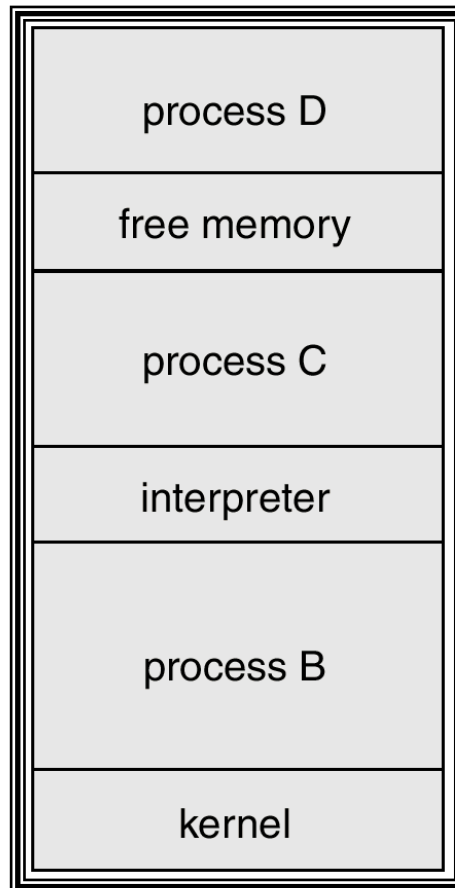 process D
free memory
process C
interpreter
process B
kernel